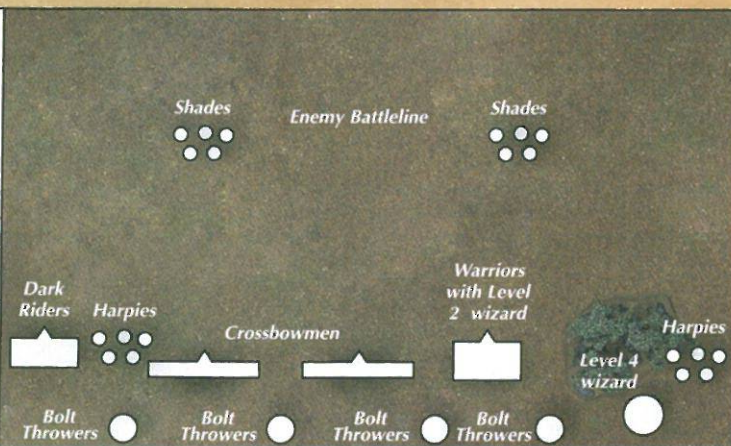 Shades
Enemy Battleline
Shades
Dark
Riders
Harpies
Crossbowmen
Warriors
with Level
2 wizard
Harpies
Level 4
wizard
Bolt
Throwers
Bolt
Throwers
Bolt
Throwers
Bolt
Throwers